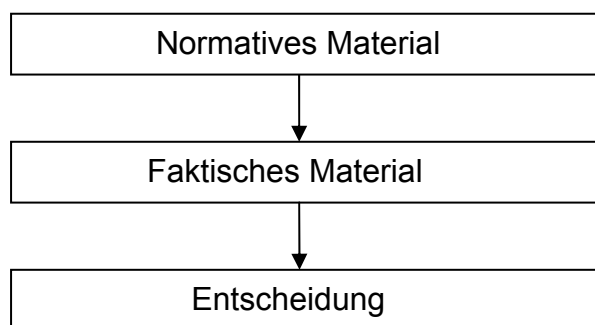 Normatives Material
Faktisches Material
Entscheidung